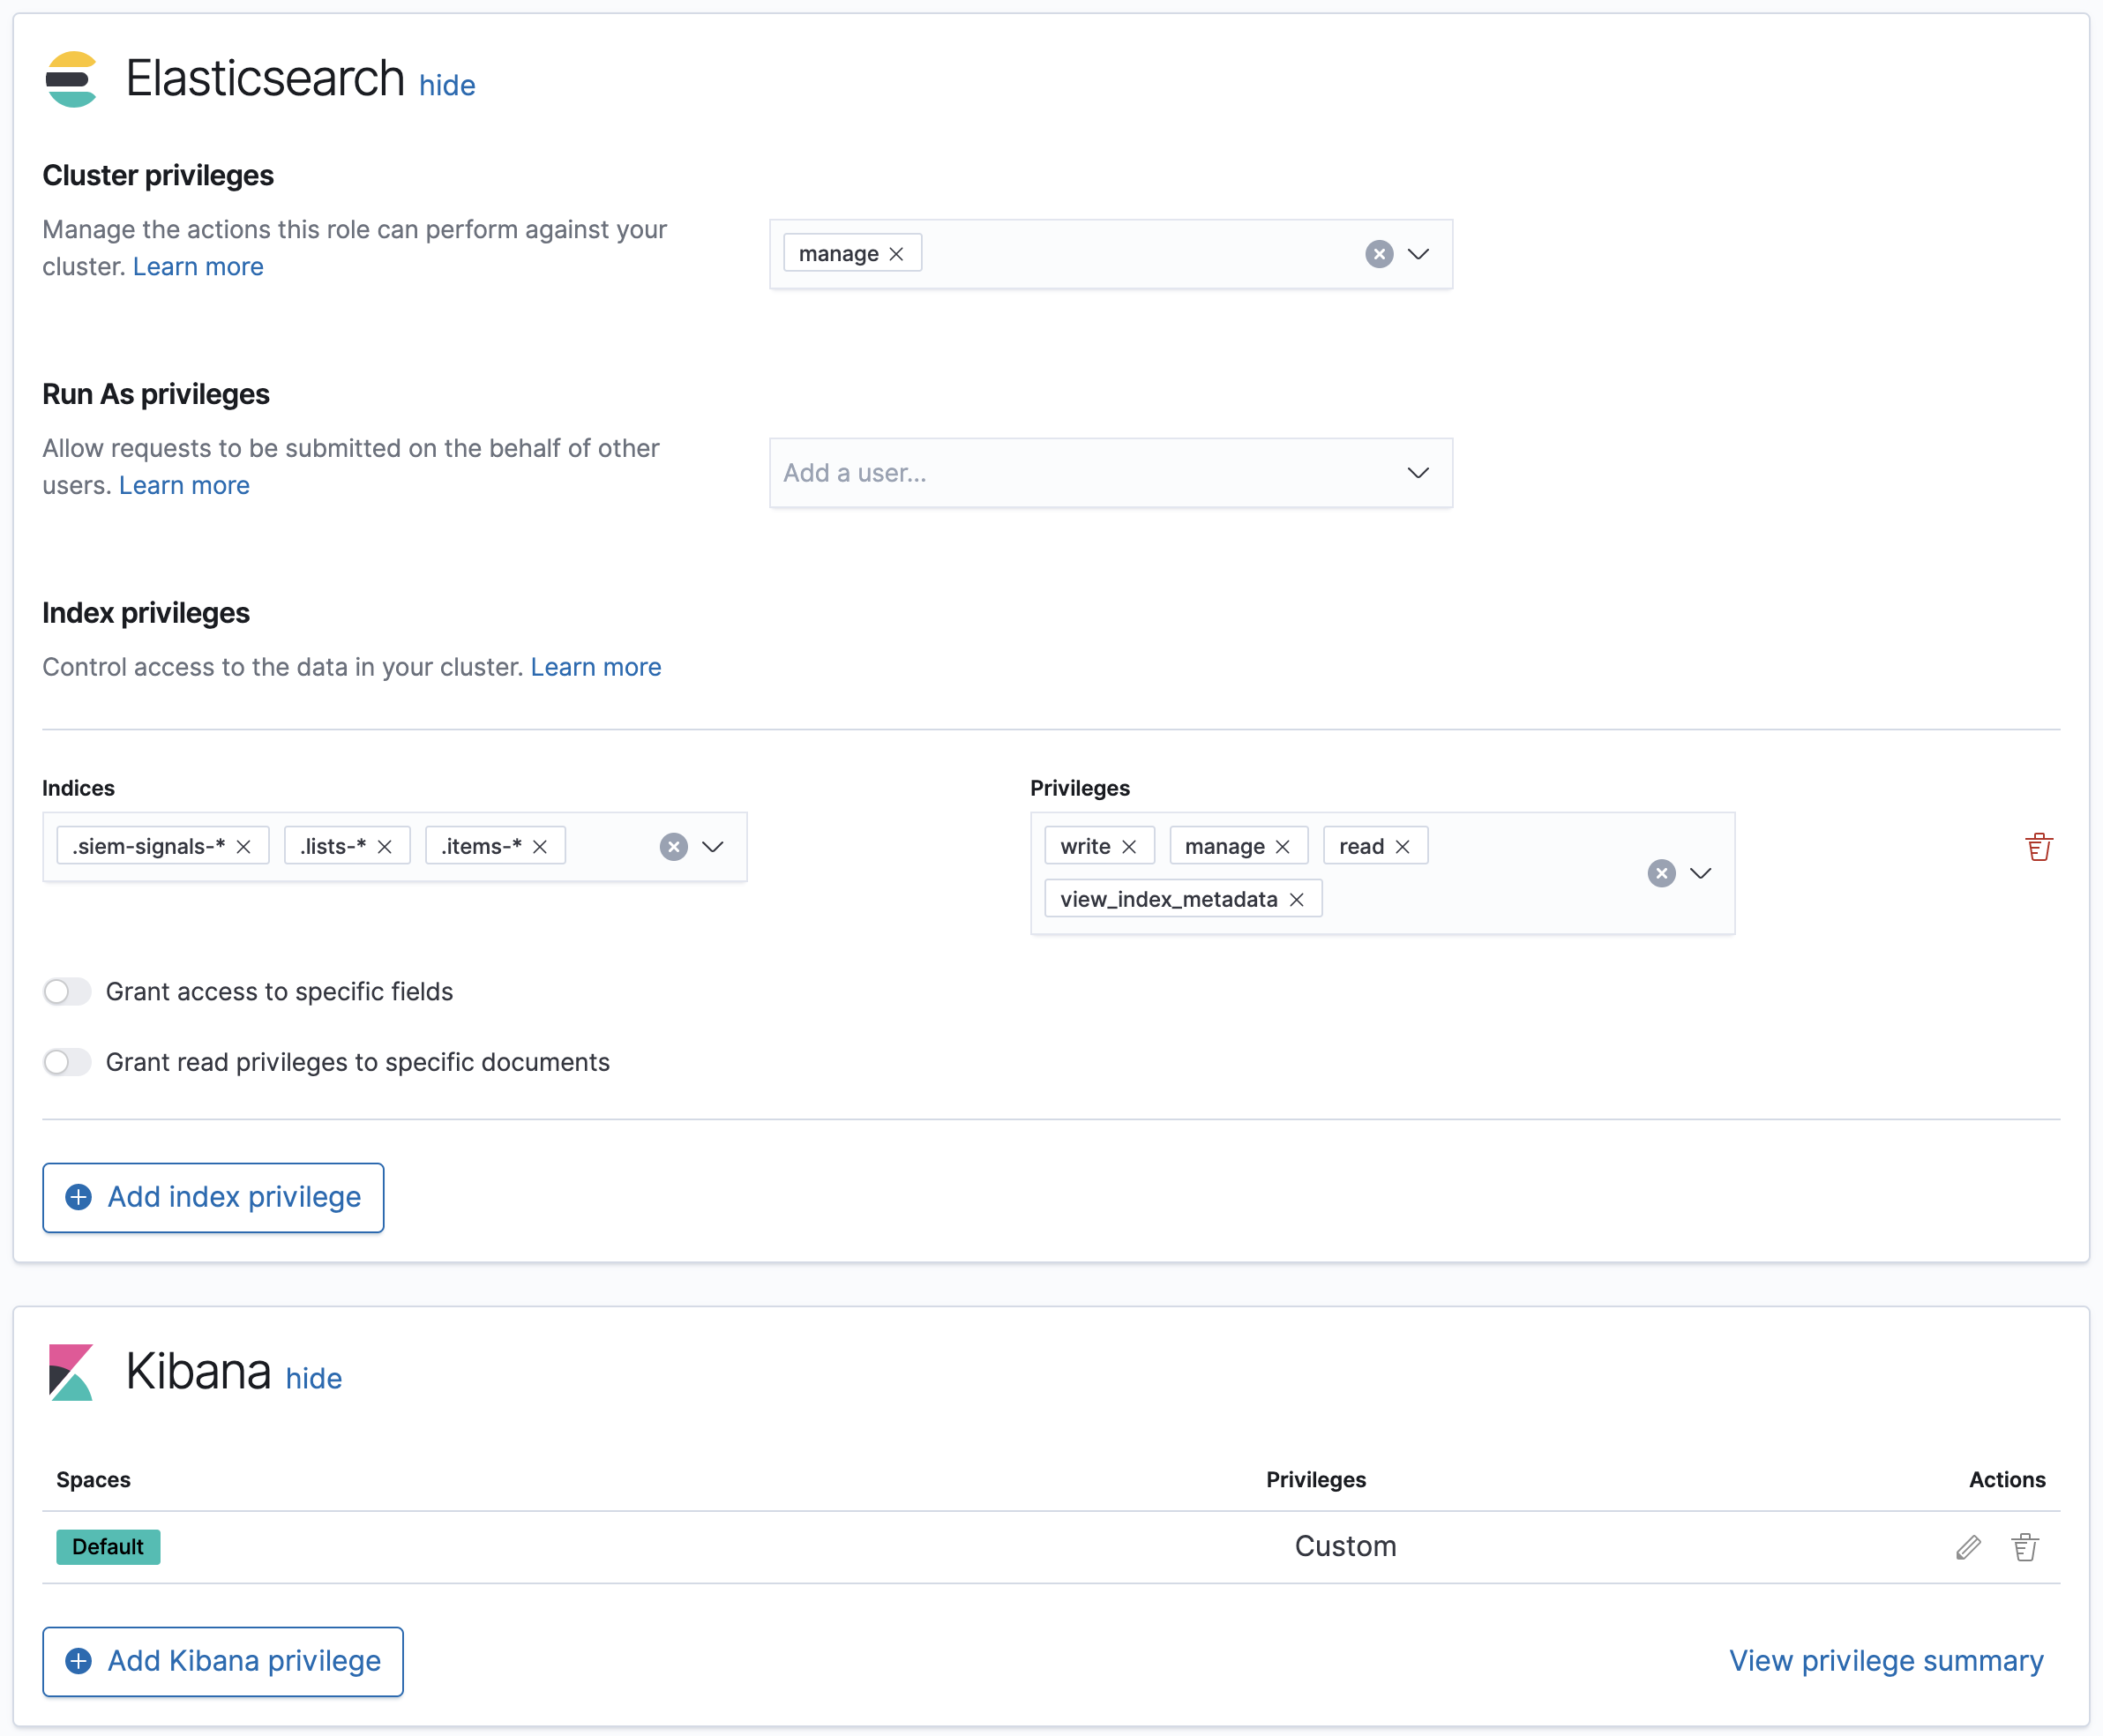 Elasticsearch hide
Cluster privileges
Manage the actions this role can perform against your
cluster. Learn more
manage
Run As privileges
Allow requests to be submitted on the behalf of other
users. Learn more
Add a user...
Index privileges
Control access to the data in your cluster. Learn more
Indices
.siem-signals-* .lists-* .items-*
Privileges
write manage read
view_index_metadata
Grant access to specific fields
Grant read privileges to specific documents
Add index privilege
Kibana hide
Spaces Privileges Actions
Default Custom
Add Kibana privilege
View privilege summary